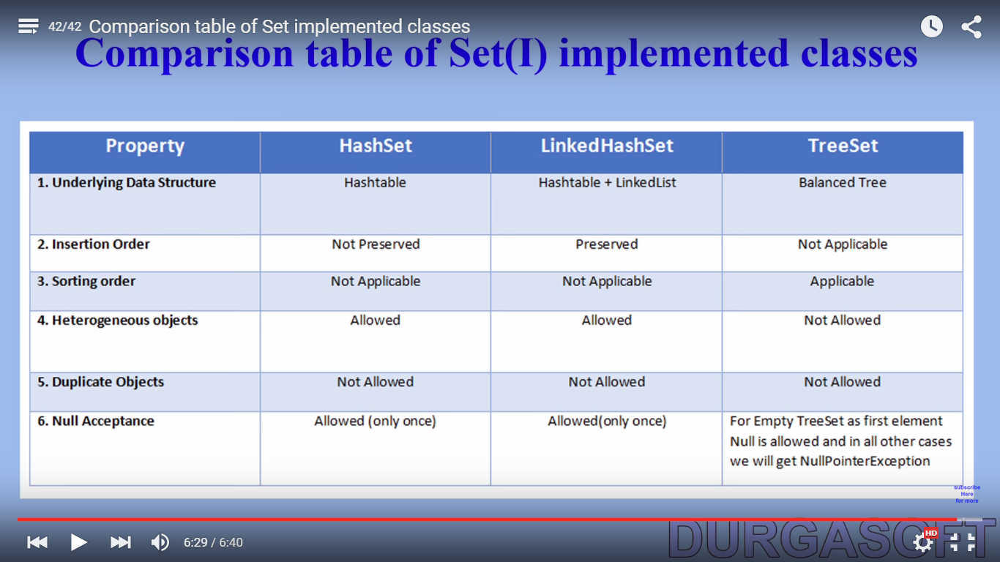 42/42 Comparison table of Set implemented classes
Comparison table of Set(I) implemented classes
Property HashSet LinkedHashSet TreeSet
1. Underlying Data Structure Hashtable Hashtable + LinkedList Balanced Tree
2. Insertion Order Not Preserved Preserved Not Applicable
3. Sorting order Not Applicable Not Applicable Applicable
4. Heterogeneous objects Allowed Allowed Not Allowed
5. Duplicate Objects Not Allowed Not Allowed Not Allowed
6. Null Acceptance Allowed (only once) Allowed(only once) For Empty TreeSet as first element
Null is allowed and in all other cases
we will get NullPointerException
subscribe
Here
for more
6:29 / 6:40
HD
DURGASOFT